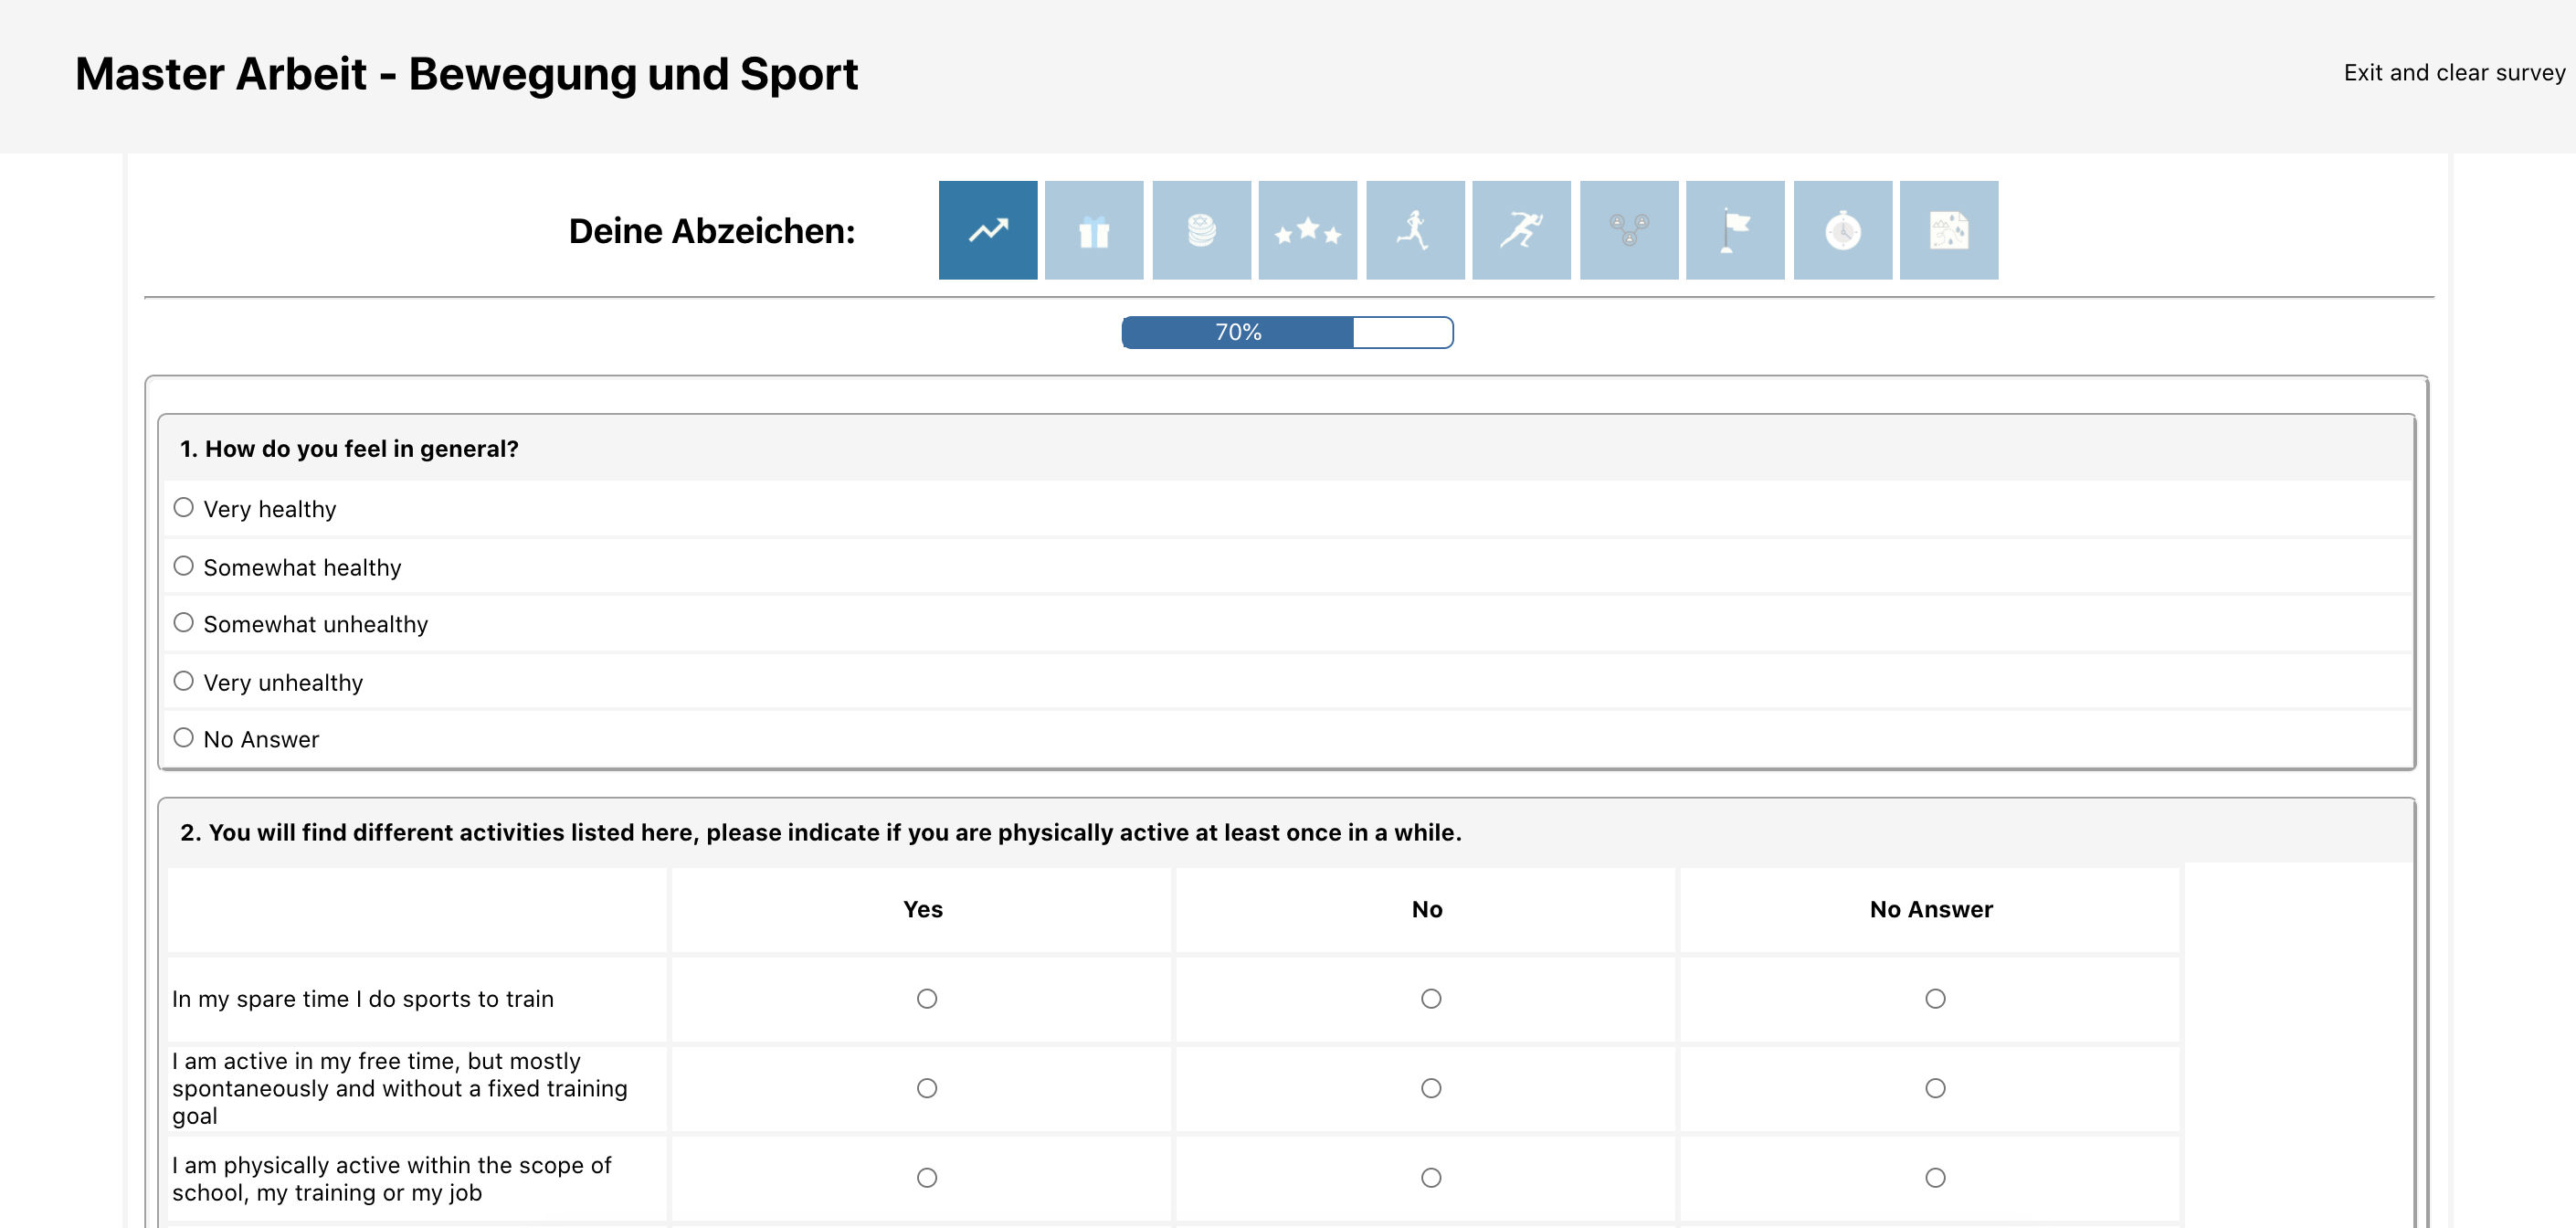 Master Arbeit - Bewegung und Sport
Exit and clear survey
Deine Abzeichen:
70%
1. How do you feel in general?
Very healthy
Somewhat healthy
Somewhat unhealthy
Very unhealthy
No Answer
2. You will find different activities listed here, please indicate if you are physically active at least once in a while.
Yes No No Answer
In my spare time I do sports to train
I am active in my free time, but mostly
spontaneously and without a fixed training
goal
I am physically active within the scope of
school, my training or my job